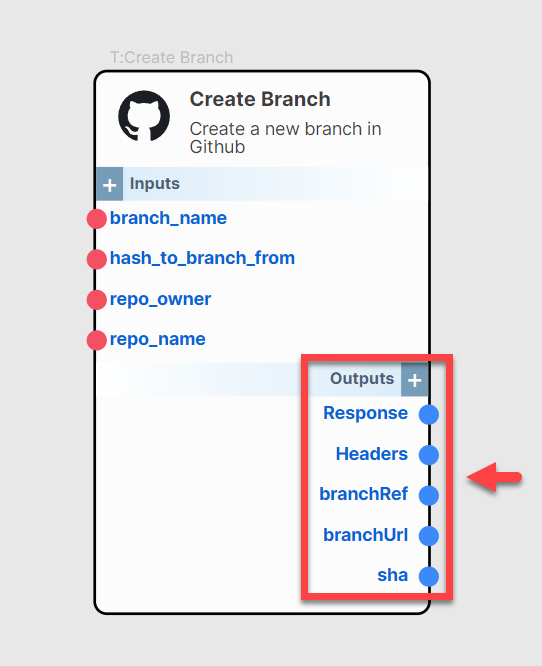 T:Create Branch
Create Branch
Create a new branch in
Github
+ Inputs
branch_name
hash_to_branch_from
repo_owner
repo_name
Outputs +
Response
Headers
branchRef
branchUrl
sha